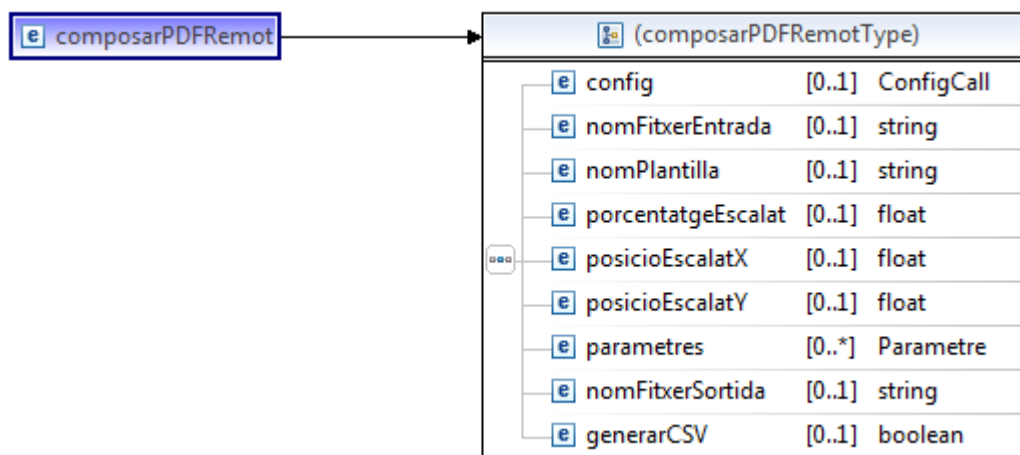 e composarPDFRemot
(composarPDFRemotType)
e config [0..1] ConfigCall
e nomFitxerEntrada [0..1] string
e nomPlantilla [0..1] string
e porcentatgeEscalat [0..1] float
e posicioEscalatX [0..1] float
e posicioEscalatY [0..1] float
e parametres [0..*] Parametre
e nomFitxerSortida [0..1] string
e generarCSV [0..1] boolean